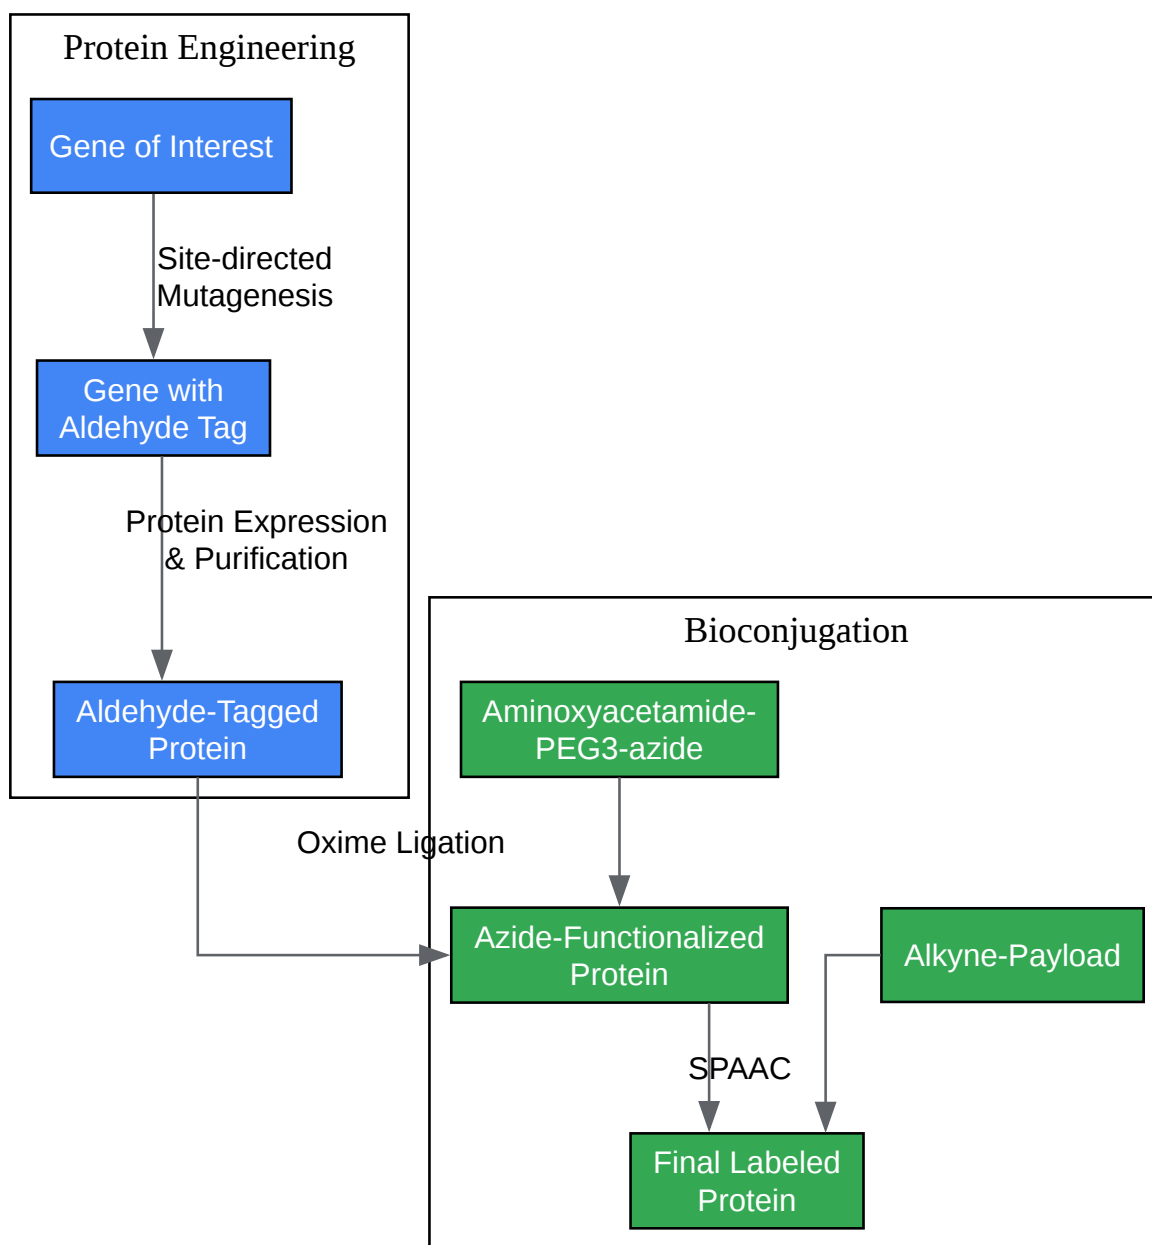 Protein Engineering
Gene of Interest
Site-directed
Mutagenesis
Gene with
Aldehyde Tag
Protein Expression
& Purification
Aldehyde-Tagged
Protein
Bioconjugation
Aminoxyacetamide-
PEG3-azide
Oxime Ligation
Azide-Functionalized
Protein
Alkyne-Payload
SPAAC
Final Labeled
Protein